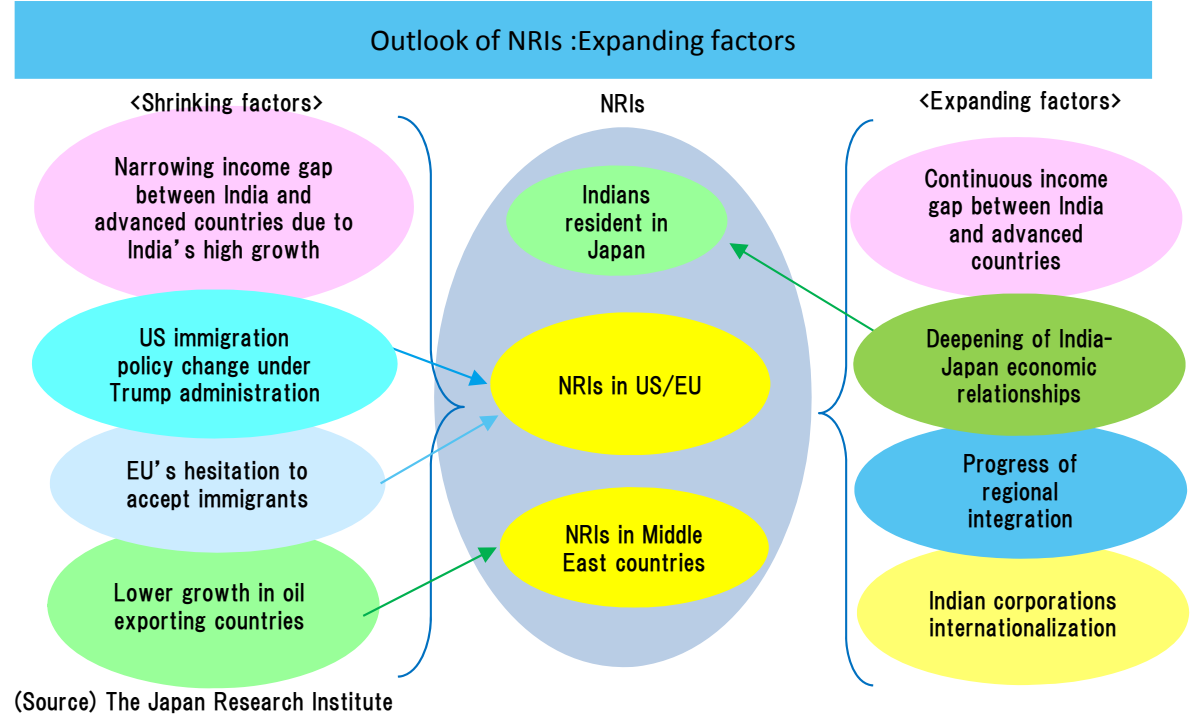 Outlook of NRIs :Expanding factors
<Shrinking factors>
Narrowing income gap
between India and
advanced countries due to
India’s high growth
US immigration
policy change under
Trump administration
EU’s hesitation to
accept immigrants
Lower growth in oil
exporting countries
NRIs
Indians
resident in
Japan
NRIs in US/EU
NRIs in Middle
East countries
<Expanding factors>
Continuous income
gap between India
and advanced
countries
Deepening of India-
Japan economic
relationships
Progress of
regional
integration
Indian corporations
internationalization
(Source) The Japan Research Institute